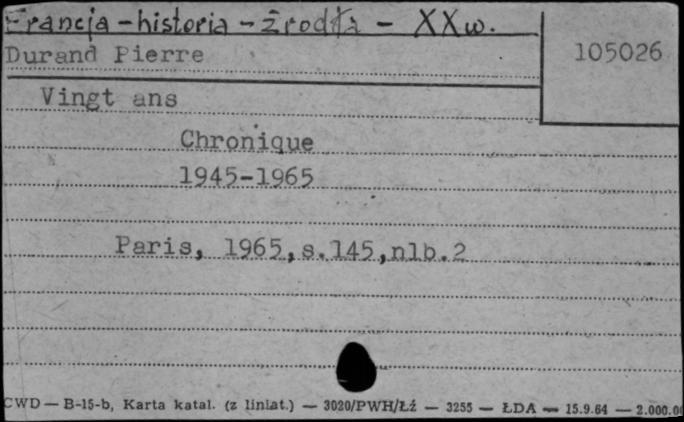 Francja - historia - źródła - XX w.
Durand Pierre
105026
Vingt ans
Chronique
1945-1965
Paris, 1965,s.145,nlb.2
CWD — B-15-b, Karta katal. (z liniat.) — 3020/PWH/Łź — 3255 — ŁDA — 15.9.64 — 2.000.0